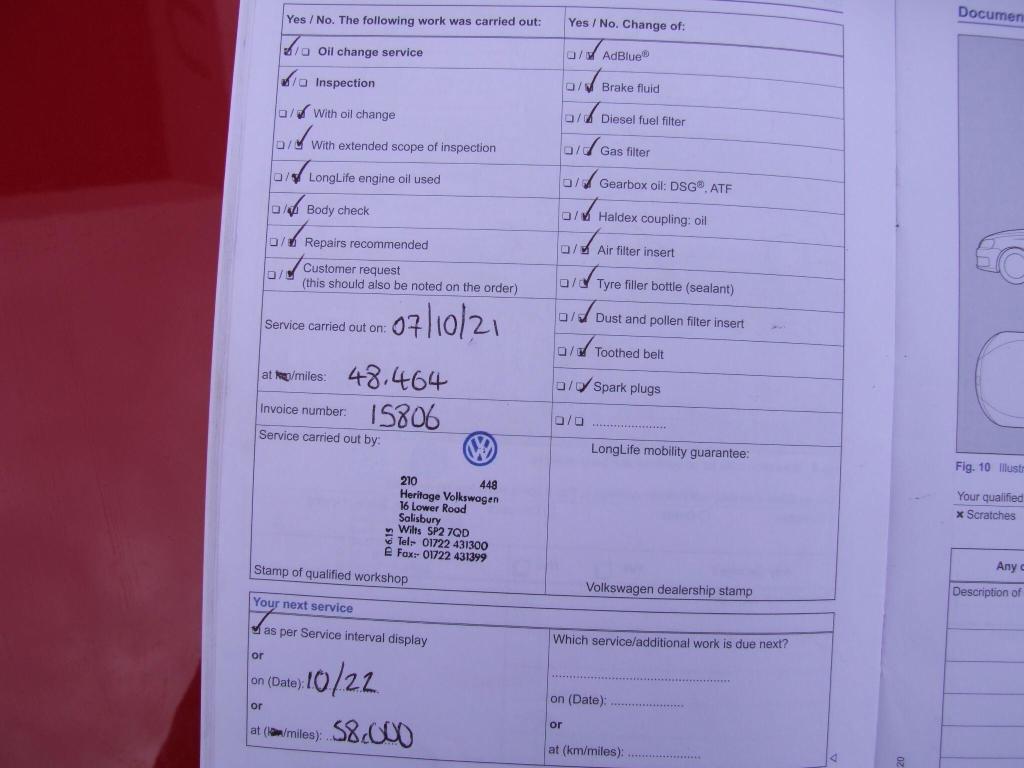 Yes / No. The following work was carried out:
☑/☐ Oil change service
☑/☐ Inspection
☐/☑ With oil change
☐/☑ With extended scope of inspection
☐/☑ LongLife engine oil used
☐/☑ Body check
☐/☑ Repairs recommended
☐/☑ Customer request
(this should also be noted on the order)
Service carried out on: 07/10/21
at km/miles: 48.464
Invoice number: 15806
Service carried out by:
210 448
Heritage Volkswagen
16 Lower Road
Salisbury
Wilts SP2 7QD
Tel:- 01722 431300
Fax:- 01722 431399
Stamp of qualified workshop
Yes / No. Change of:
☐/☑ AdBlue®
☐/☑ Brake fluid
☐/☑ Diesel fuel filter
☐/☑ Gas filter
☐/☑ Gearbox oil: DSG®, ATF
☐/☑ Haldex coupling: oil
☐/☑ Air filter insert
☐/☑ Tyre filler bottle (sealant)
☐/☑ Dust and pollen filter insert
☐/☑ Toothed belt
☐/☑ Spark plugs
☐/☐ ......................
LongLife mobility guarantee:
Volkswagen dealership stamp
Your next service
☑ as per Service interval display
or
on (Date): 10/22
or
at (km/miles): 58.000
Which service/additional work is due next?
.....................................................
on (Date): .....................
or
at (km/miles): .....................
Documen
Fig. 10 Illustr
Your qualified
× Scratches
Any
Description of
20